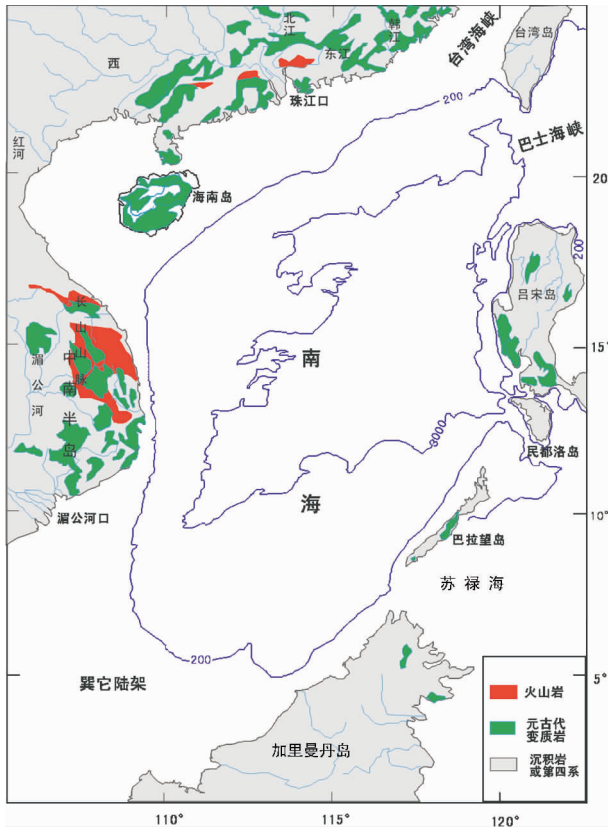 北江
韩江
东江
西
珠江口
台湾海峡
台湾岛
200
巴士海峡
红河
海南岛
20
200
吕宋岛
长山山脉
中南半岛
湄公河
南
15°
3000
民都洛岛
海
湄公河口
10°
巴拉望岛
苏禄海
200
巽它陆架
5°
加里曼丹岛
火山岩
元古代
变质岩
沉积岩
或第四系
110°
115°
120°